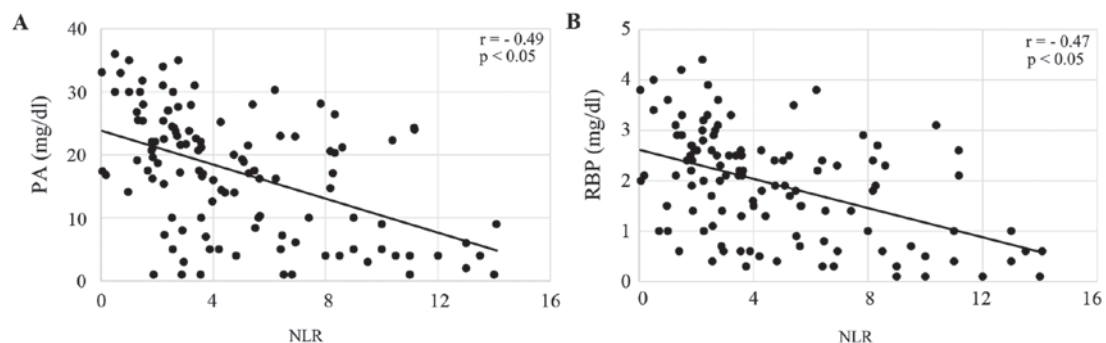 A
r = - 0.49
p < 0.05
PA (mg/dl)
40
30
20
10
0
0 4 8 12 16
NLR
B
r = - 0.47
p < 0.05
RBP (mg/dl)
5
4
3
2
1
0
0 4 8 12 16
NLR